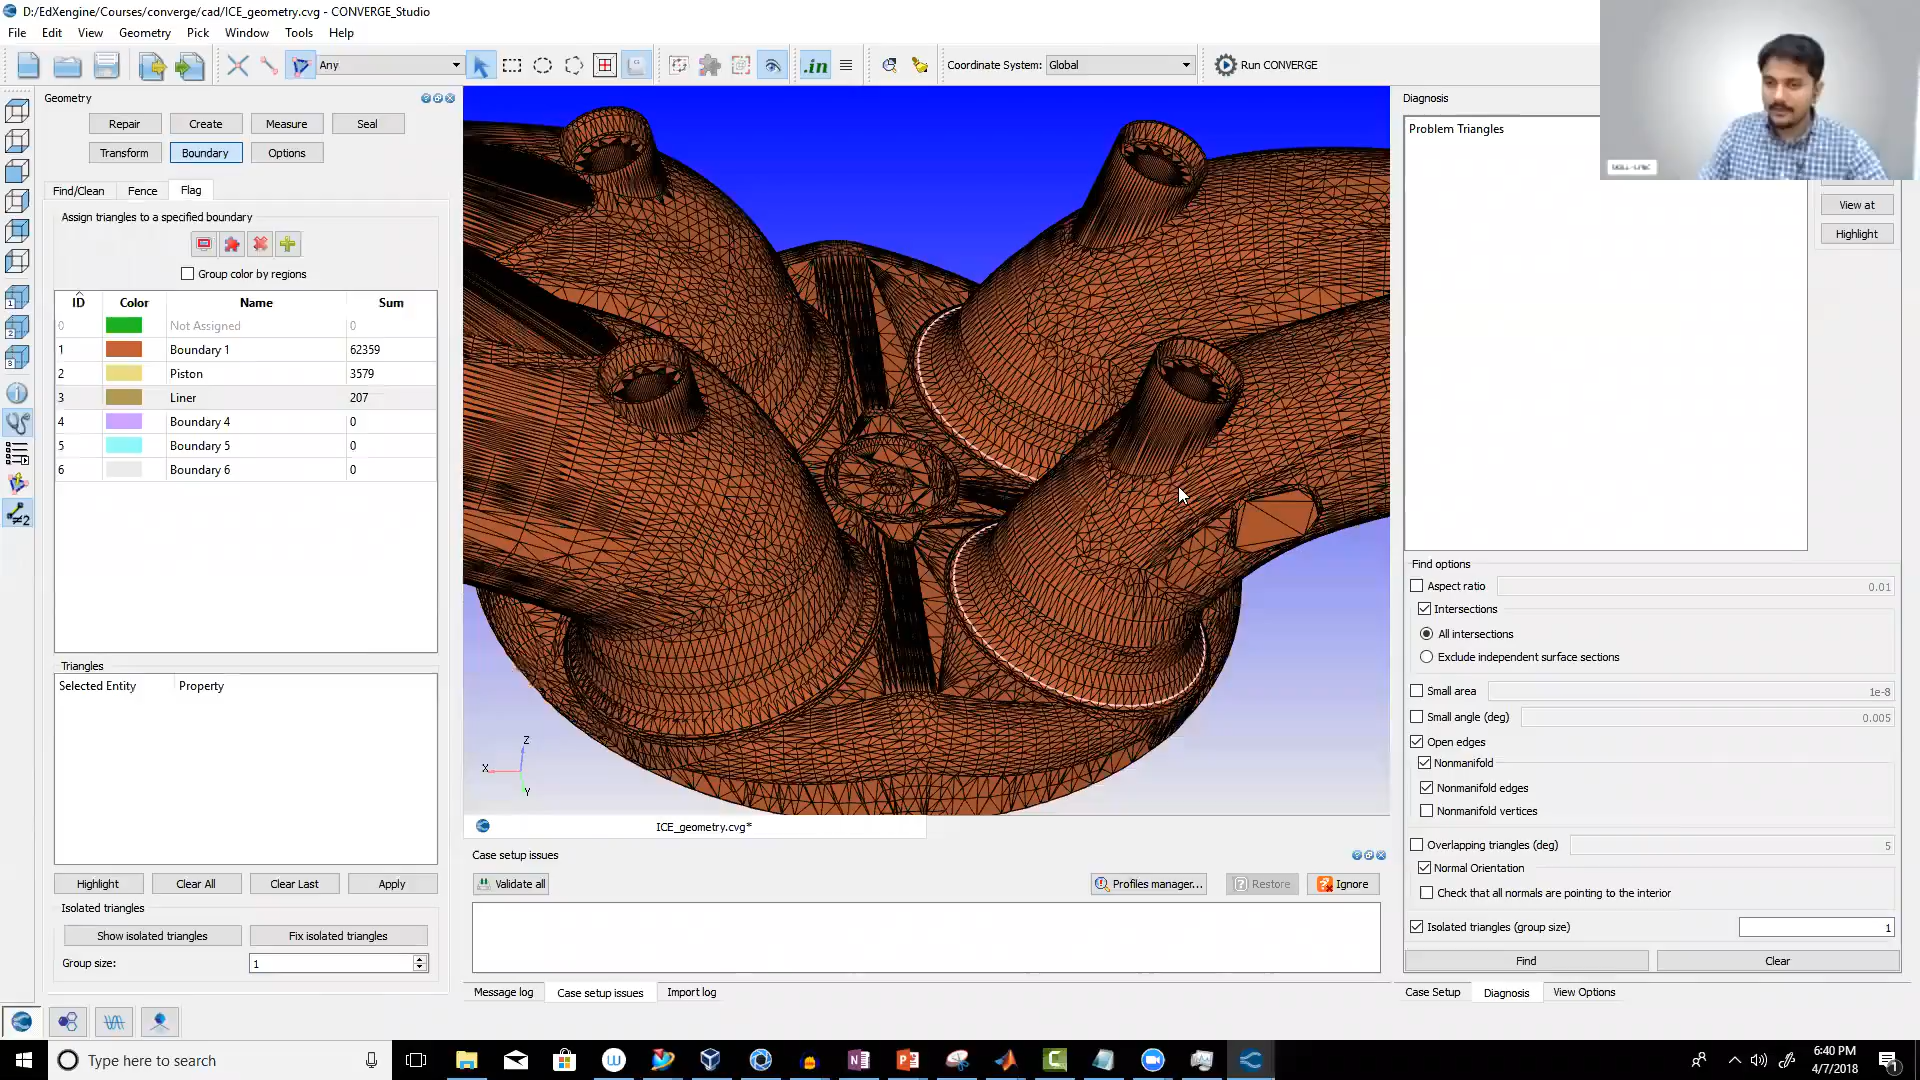 D:/EdXengine/Courses/converge/cad/ICE_geometry.cvg - CONVERGE_Studio
File Edit View Geometry Pick Window Tools Help
Any
.in
Coordinate System: Global
Run CONVERGE
Geometry
Repair Create Measure Seal
Transform Boundary Options
Find/Clean Fence Flag
Assign triangles to a specified boundary
Group color by regions
ID Color Name Sum
0 Not Assigned 0
1 Boundary 1 62359
2 Piston 3579
3 Liner 207
4 Boundary 4 0
5 Boundary 5 0
6 Boundary 6 0
Triangles
Selected Entity Property
Highlight Clear All Clear Last Apply
Isolated triangles
Show isolated triangles Fix isolated triangles
Group size: 1
Z
X
Y
ICE_geometry.cvg*
Case setup issues
Validate all Profiles manager... Restore Ignore
Message log Case setup issues Import log
Diagnosis
Problem Triangles
View at
Highlight
Find options
Aspect ratio 0.01
Intersections
All intersections
Exclude independent surface sections
Small area 1e-8
Small angle (deg) 0.005
Open edges
Nonmanifold
Nonmanifold edges
Nonmanifold vertices
Overlapping triangles (deg) 5
Normal Orientation
Check that all normals are pointing to the interior
Isolated triangles (group size) 1
Find Clear
Case Setup Diagnosis View Options
Type here to search
6:40 PM
4/7/2018